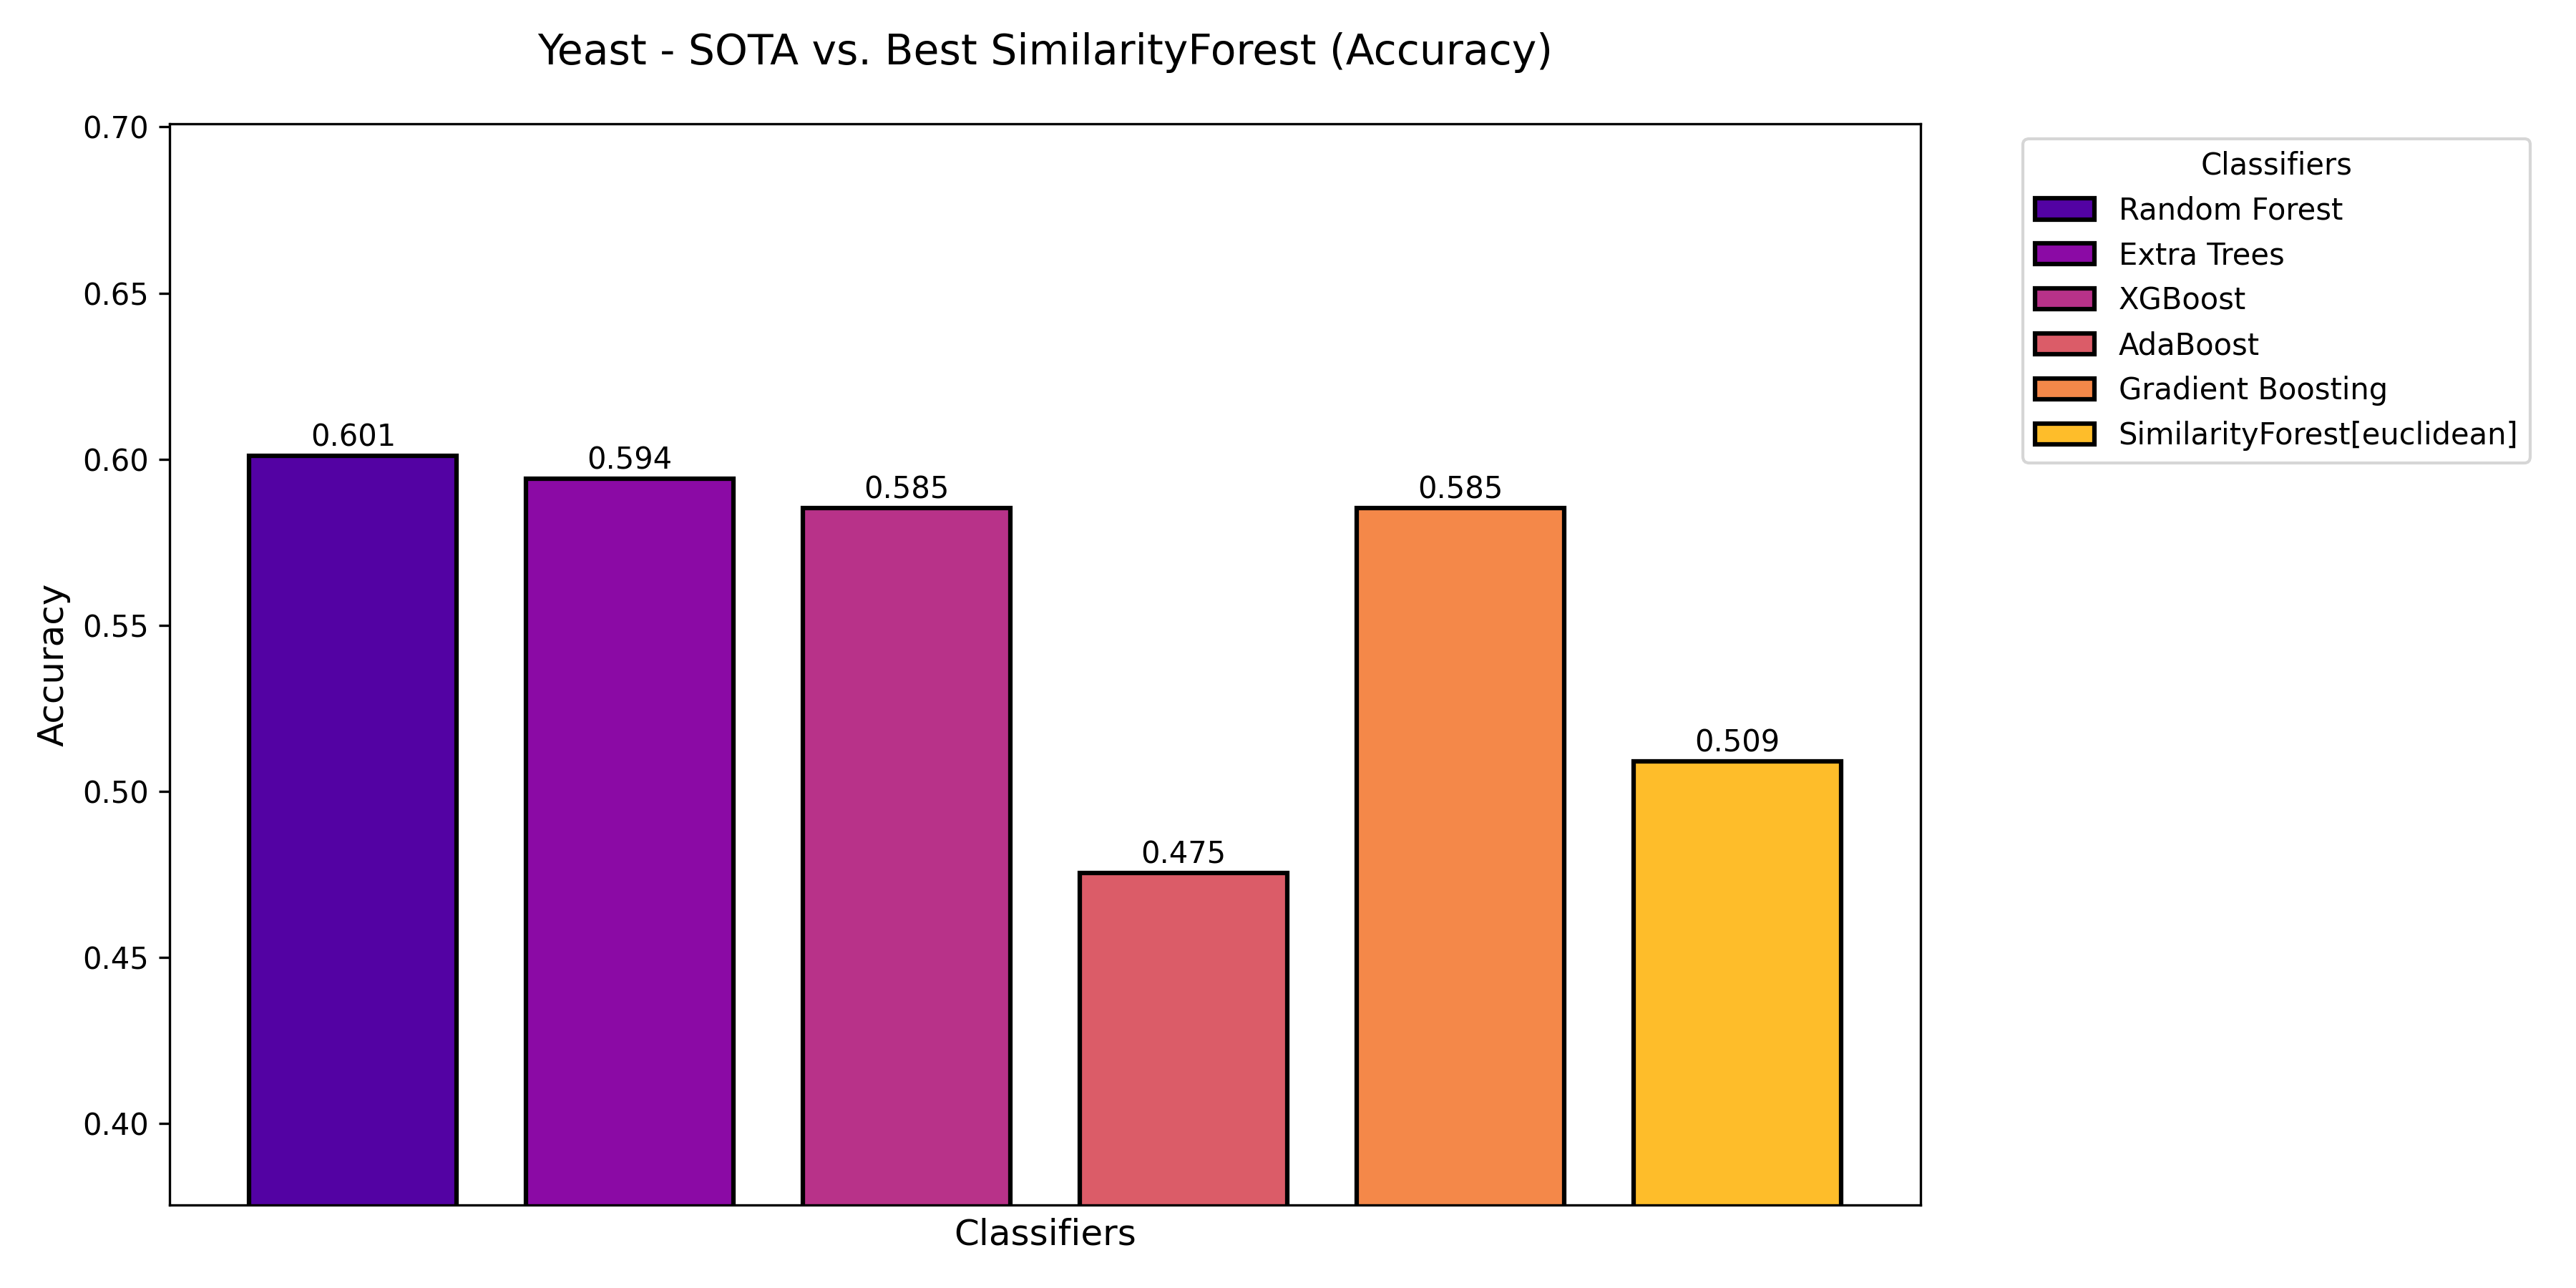 Yeast - SOTA vs. Best SimilarityForest (Accuracy)
0.70
0.65
0.60
0.55
0.50
0.45
0.40
Accuracy
0.601
0.594
0.585
0.475
0.585
0.509
Classifiers
Classifiers
Random Forest
Extra Trees
XGBoost
AdaBoost
Gradient Boosting
SimilarityForest[euclidean]